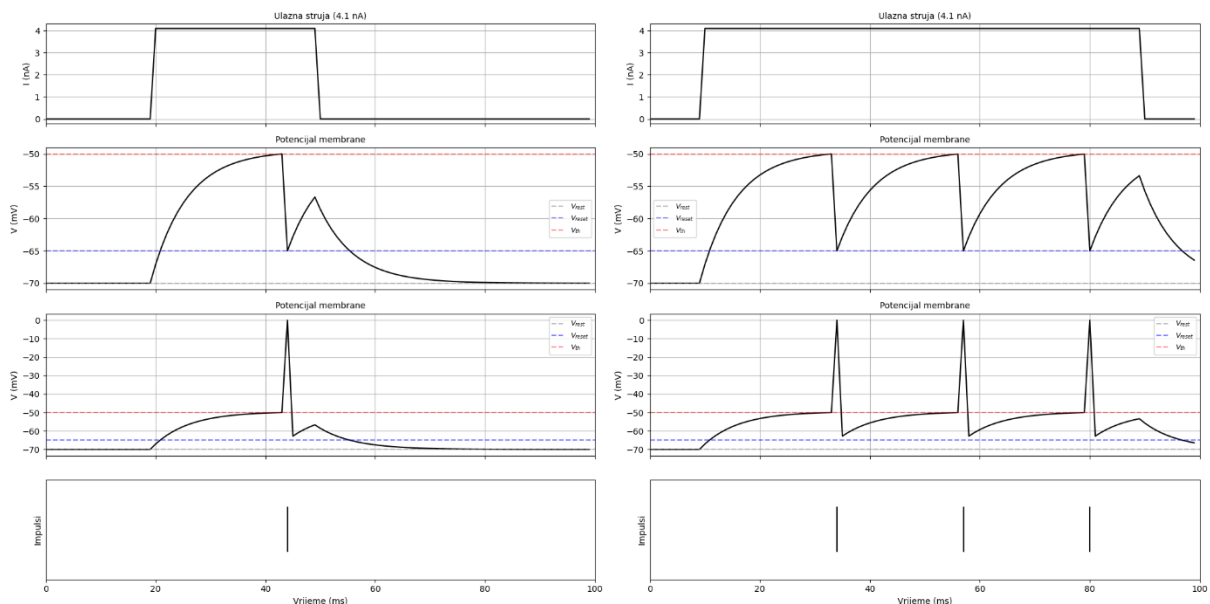 Ulazna struja (4.1 nA)
I (nA)
4
3
2
1
0
Potencijal membrane
V (mV)
−50
−55
−60
−65
−70
V_rest
V_reset
V_th
Potencijal membrane
V (mV)
0
−10
−20
−30
−40
−50
−60
−70
V_rest
V_reset
V_th
Impulsi
0
20
40
60
80
100
Vrijeme (ms)
Ulazna struja (4.1 nA)
I (nA)
4
3
2
1
0
Potencijal membrane
V (mV)
−50
−55
−60
−65
−70
V_rest
V_reset
V_th
Potencijal membrane
V (mV)
0
−10
−20
−30
−40
−50
−60
−70
V_rest
V_reset
V_th
Impulsi
0
20
40
60
80
100
Vrijeme (ms)